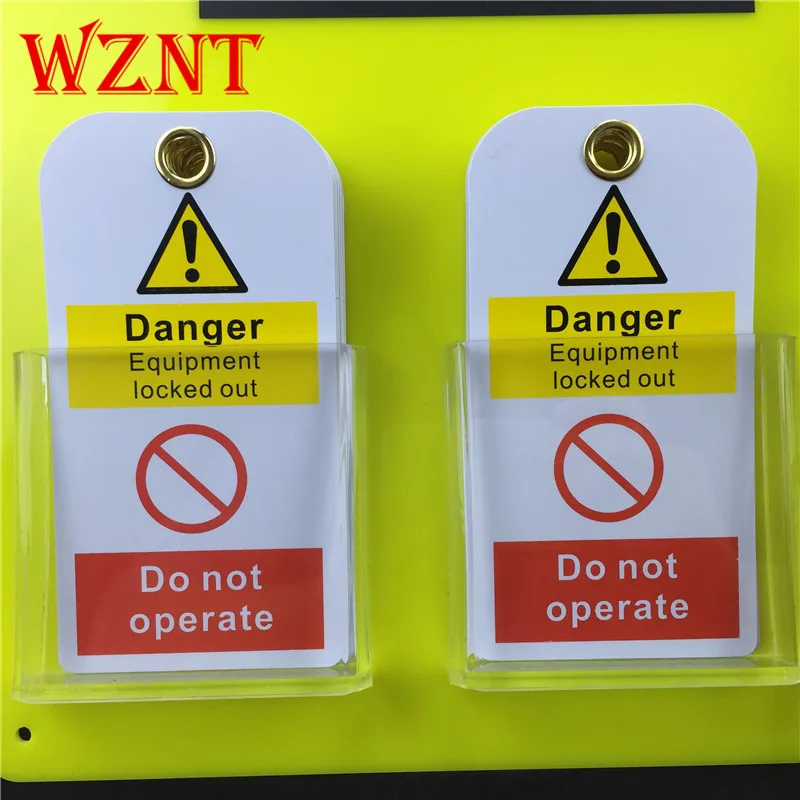 WZNT
Danger
Equipment
locked out
Do not
operate
Danger
Equipment
locked out
Do not
operate